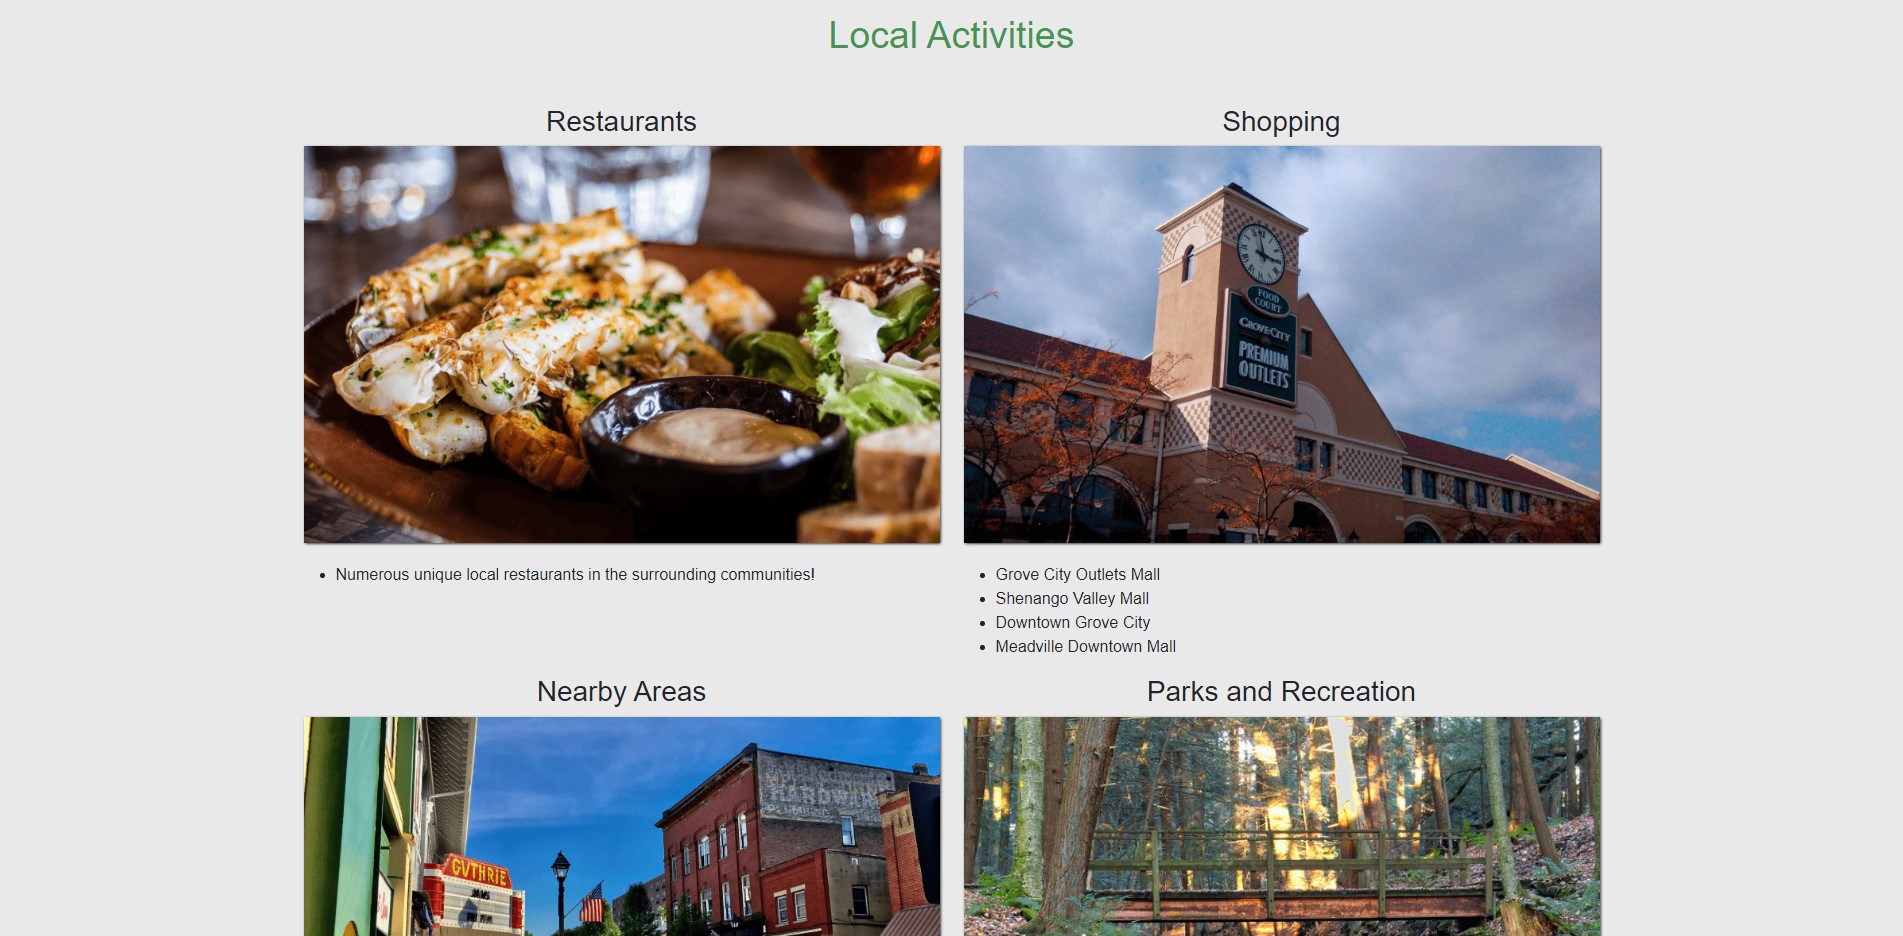 Local Activities
Restaurants
Shopping
FOOD
COURT
GROVE CITY
PREMIUM
OUTLETS
Numerous unique local restaurants in the surrounding communities!
Grove City Outlets Mall
Shenango Valley Mall
Downtown Grove City
Meadville Downtown Mall
Nearby Areas
Parks and Recreation
HARDWARE
GUTHRIE
JAWS